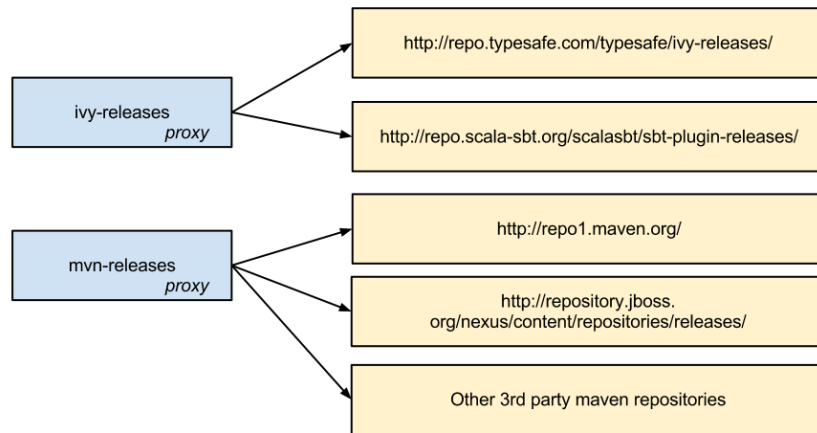 http://repo.typesafe.com/typesafe/ivy-releases/
ivy-releases
proxy
http://repo.scala-sbt.org/scalasbt/sbt-plugin-releases/
http://repo1.maven.org/
mvn-releases
proxy
http://repository.jboss.
org/nexus/content/repositories/releases/
Other 3rd party maven repositories